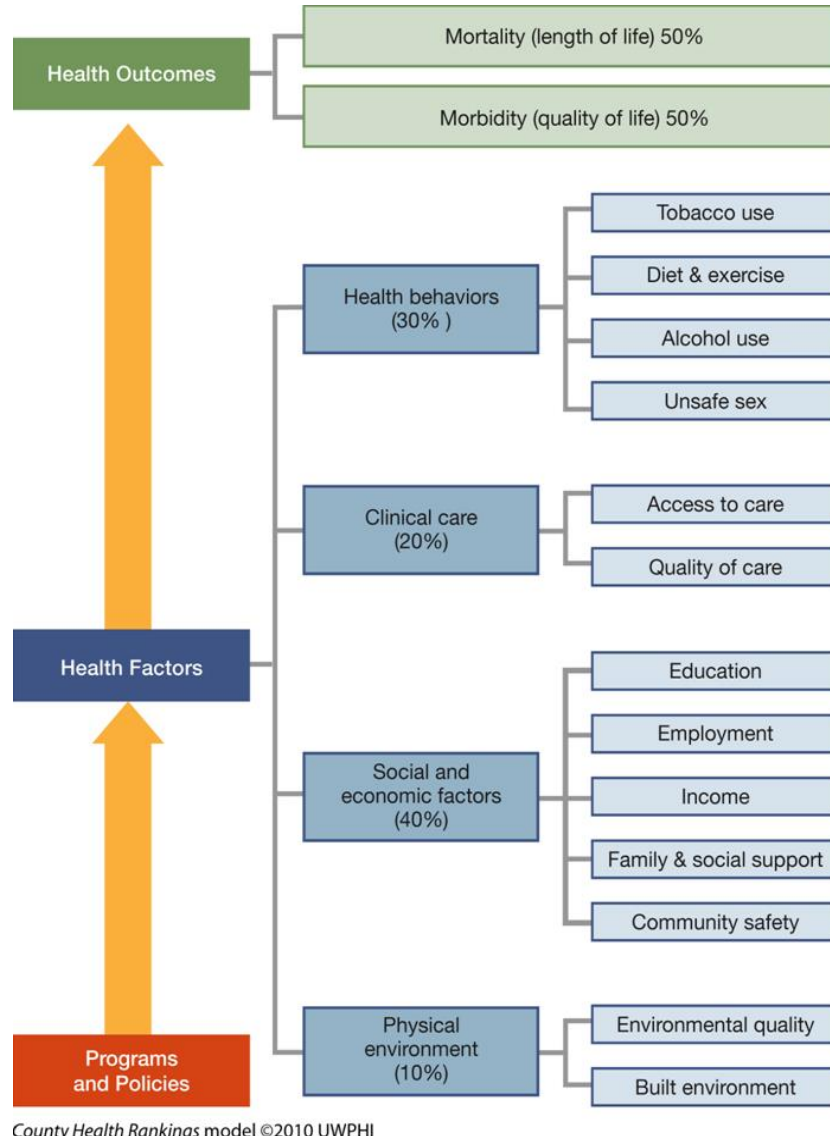 Health Outcomes
Mortality (length of life) 50%
Morbidity (quality of life) 50%
Health behaviors
(30% )
Tobacco use
Diet & exercise
Alcohol use
Unsafe sex
Clinical care
(20%)
Access to care
Quality of care
Health Factors
Social and
economic factors
(40%)
Education
Employment
Income
Family & social support
Community safety
Programs
and Policies
Physical
environment
(10%)
Environmental quality
Built environment
County Health Rankings model ©2010 UWPHI